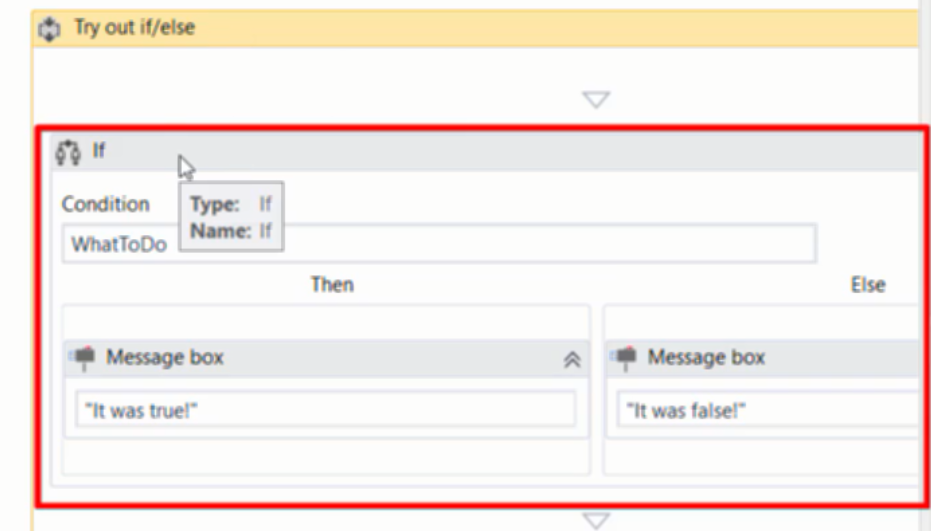 Try out if/else
If
Condition
Type: If
Name: If
WhatToDo
Then
Else
Message box
Message box
"It was true!"
"It was false!"